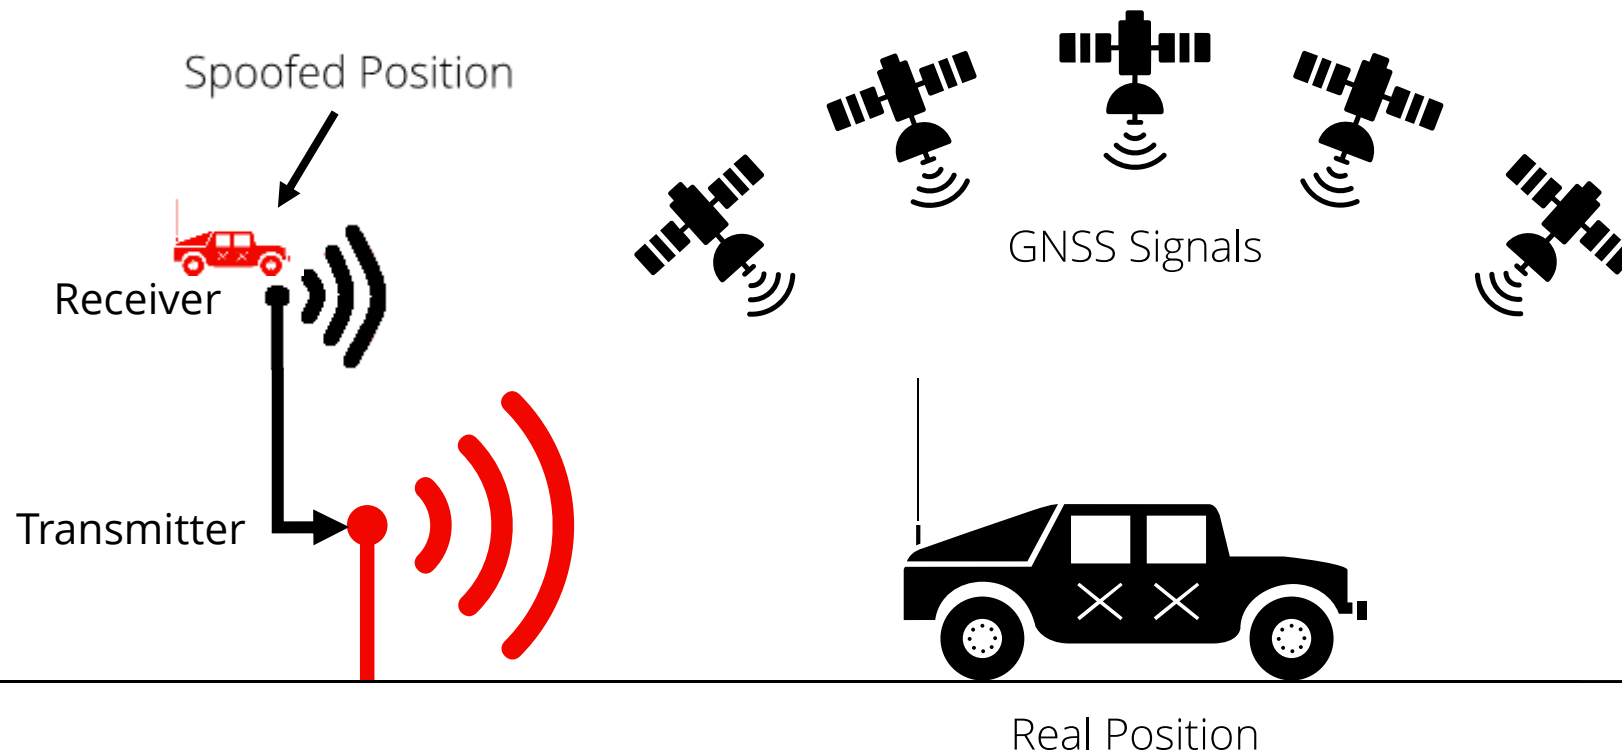 Spoofed Position
GNSS Signals
Receiver
Transmitter
Real Position